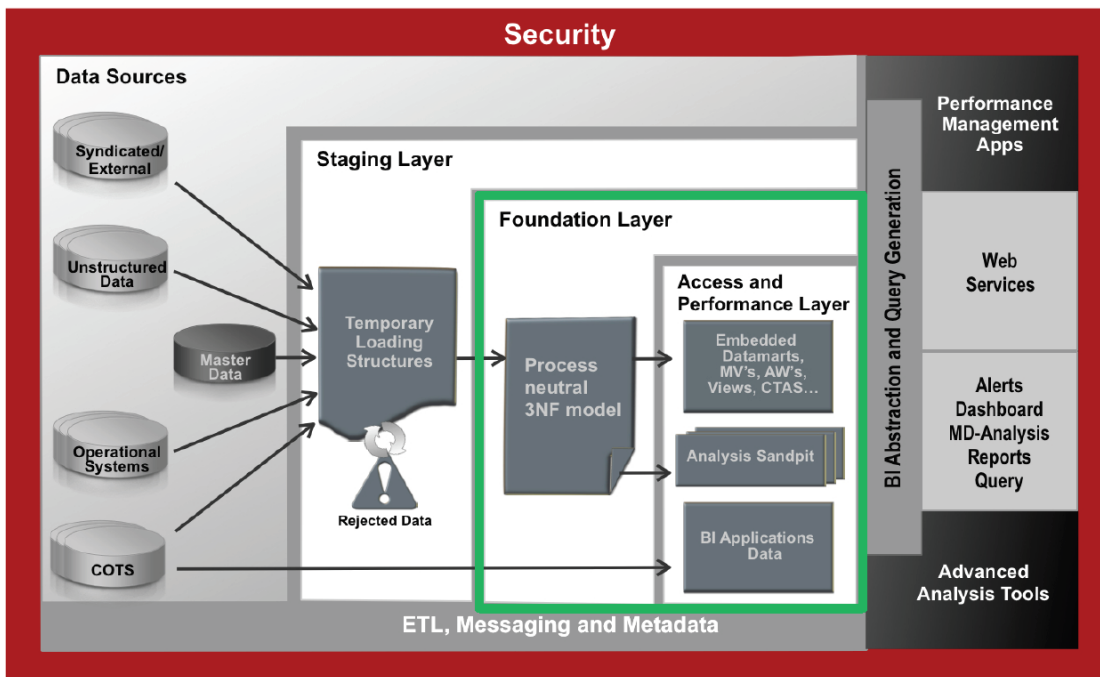 Security
Data Sources
Syndicated/
External
Unstructured
Data
Master
Data
Operational
Systems
COTS
Staging Layer
Temporary
Loading
Structures
Rejected Data
Foundation Layer
Process
neutral
3NF model
Access and
Performance Layer
Embedded
Datamarts,
MV's, AW's,
Views, CTAS...
Analysis Sandpit
BI Applications
Data
BI Abstraction and Query Generation
Performance
Management
Apps
Web
Services
Alerts
Dashboard
MD-Analysis
Reports
Query
Advanced
Analysis Tools
ETL, Messaging and Metadata